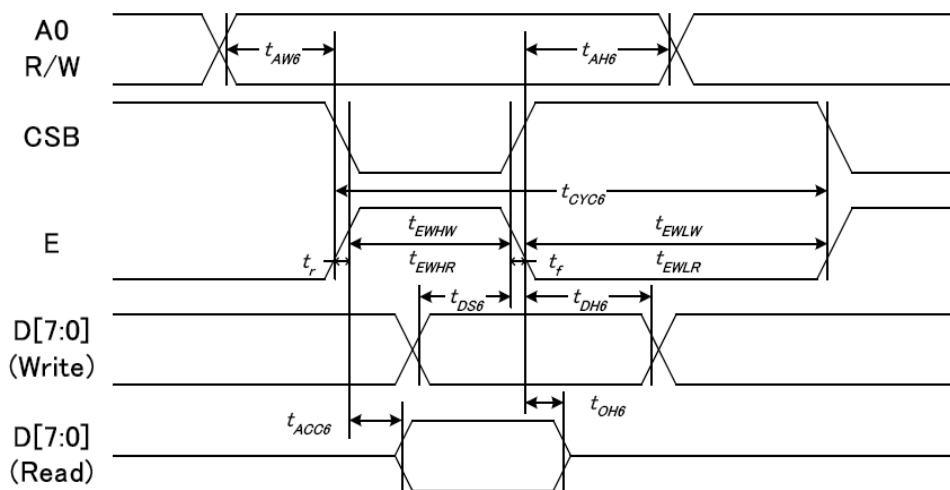 A0
R/W
t_AW6
t_AH6
CSB
t_CYC6
E
t_EWHW
t_EWLW
t_r
t_EWHR
t_f
t_EWLR
t_DS6
t_DH6
D[7:0]
(Write)
t_ACC6
t_OH6
D[7:0]
(Read)